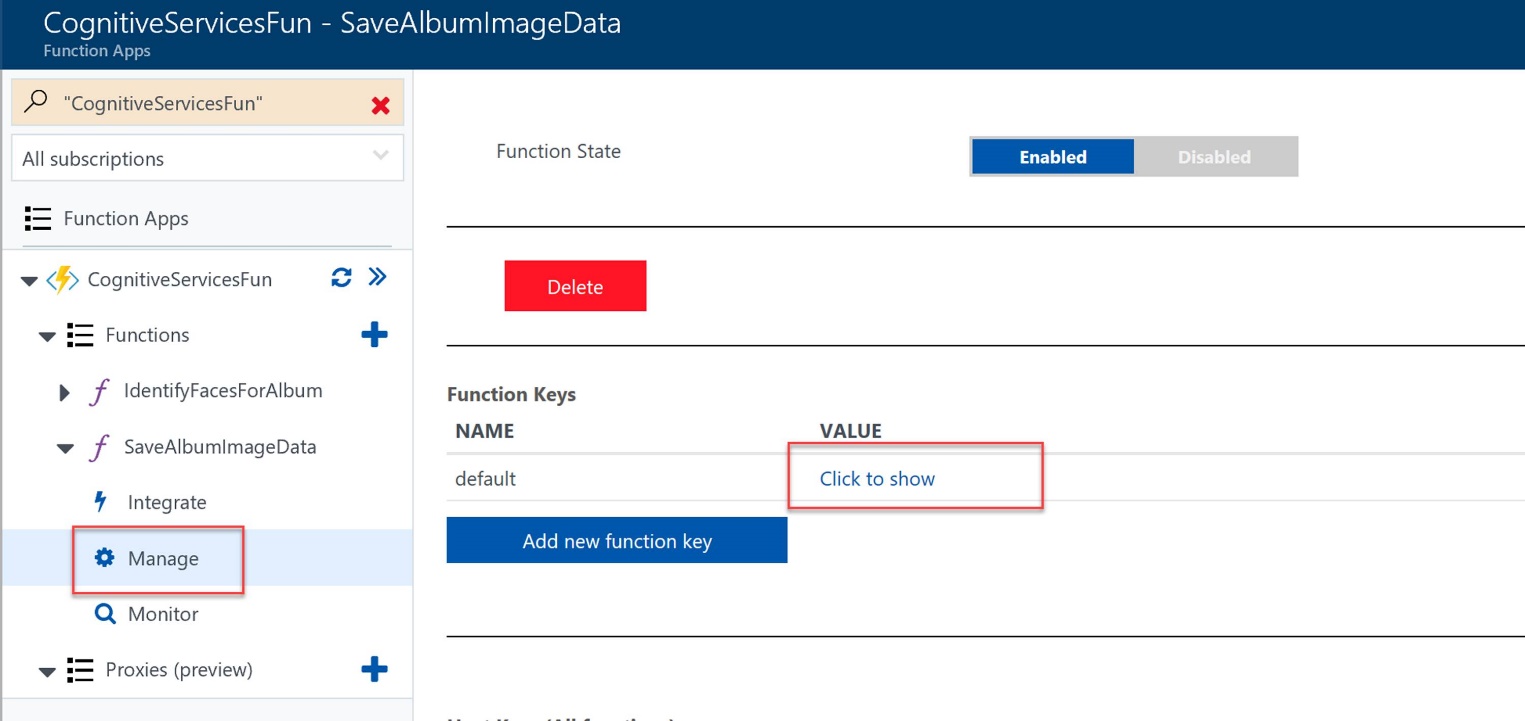 CognitiveServicesFun - SaveAlbumImageData
Function Apps
"CognitiveServicesFun"
All subscriptions
Function Apps
CognitiveServicesFun
Functions
IdentifyFacesForAlbum
SaveAlbumImageData
Integrate
Manage
Monitor
Proxies (preview)
Function State
Enabled Disabled
Delete
Function Keys
NAME VALUE
default Click to show
Add new function key